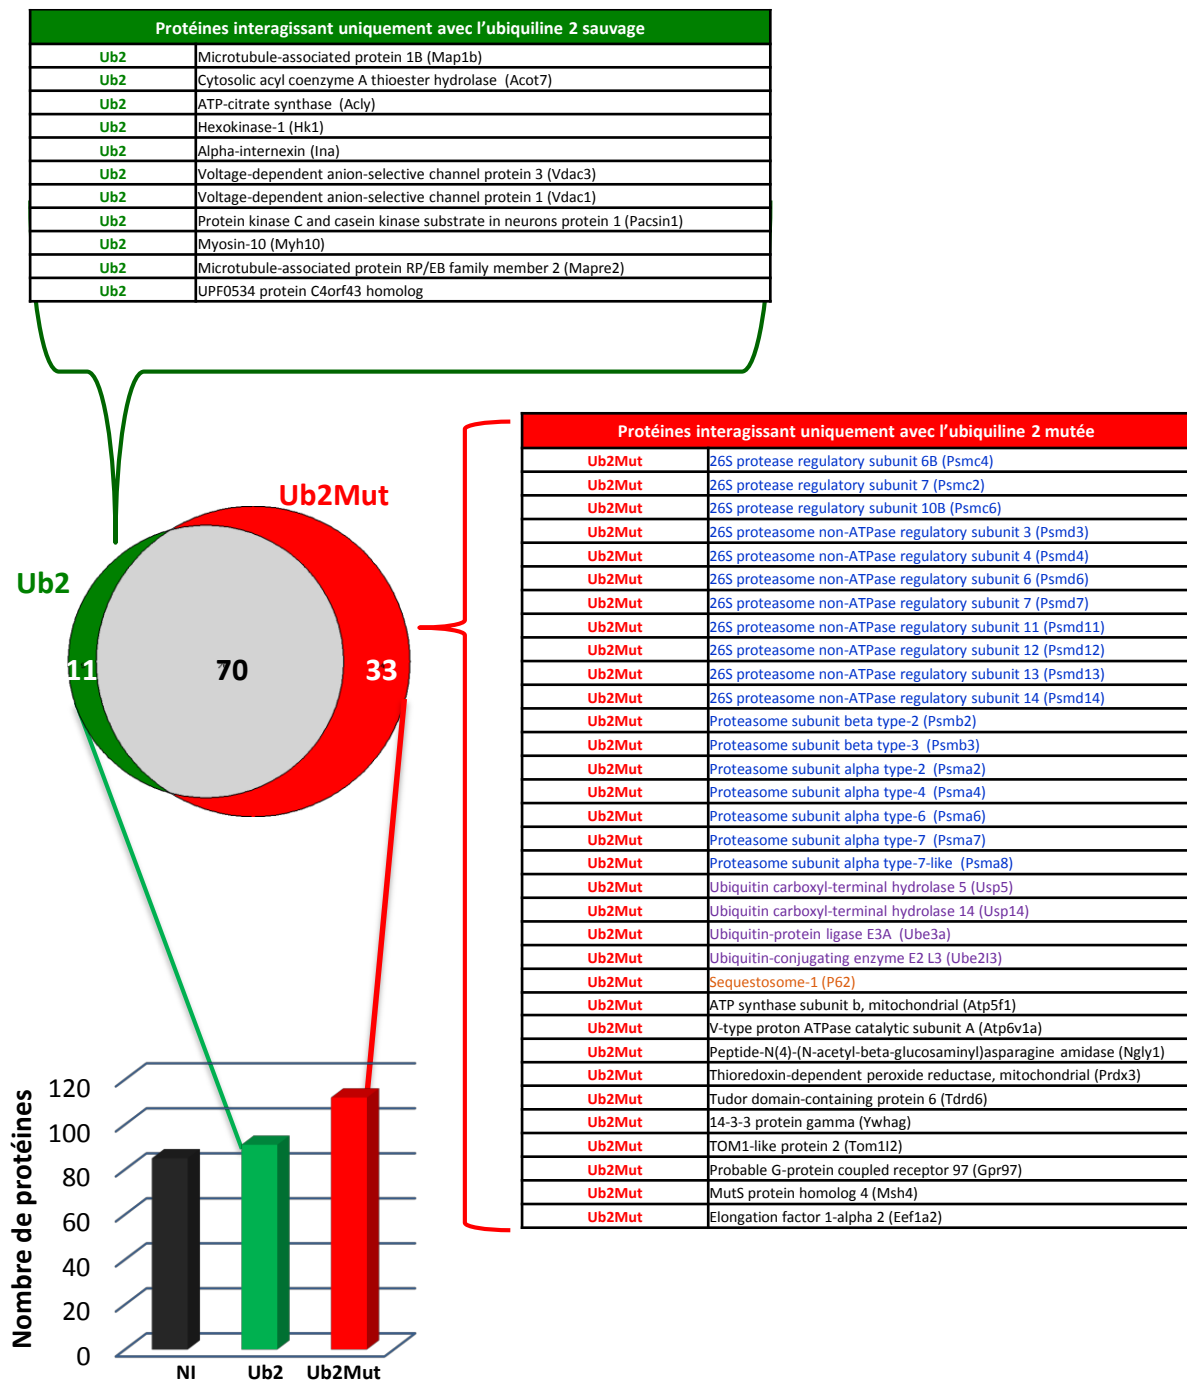 Protéines interagissant uniquement avec l'ubiquiline 2 sauvage
Ub2 Microtubule-associated protein 1B (Map1b)
Ub2 Cytosolic acyl coenzyme A thioester hydrolase (Acot7)
Ub2 ATP-citrate synthase (Acly)
Ub2 Hexokinase-1 (Hk1)
Ub2 Alpha-internexin (Ina)
Ub2 Voltage-dependent anion-selective channel protein 3 (Vdac3)
Ub2 Voltage-dependent anion-selective channel protein 1 (Vdac1)
Ub2 Protein kinase C and casein kinase substrate in neurons protein 1 (Pacsin1)
Ub2 Myosin-10 (Myh10)
Ub2 Microtubule-associated protein RP/EB family member 2 (Mapre2)
Ub2 UPF0534 protein C4orf43 homolog
Ub2Mut
Ub2
11
70
33
Protéines interagissant uniquement avec l'ubiquiline 2 mutée
Ub2Mut 26S protease regulatory subunit 6B (Psmc4)
Ub2Mut 26S protease regulatory subunit 7 (Psmc2)
Ub2Mut 26S protease regulatory subunit 10B (Psmc6)
Ub2Mut 26S proteasome non-ATPase regulatory subunit 3 (Psmd3)
Ub2Mut 26S proteasome non-ATPase regulatory subunit 4 (Psmd4)
Ub2Mut 26S proteasome non-ATPase regulatory subunit 6 (Psmd6)
Ub2Mut 26S proteasome non-ATPase regulatory subunit 7 (Psmd7)
Ub2Mut 26S proteasome non-ATPase regulatory subunit 11 (Psmd11)
Ub2Mut 26S proteasome non-ATPase regulatory subunit 12 (Psmd12)
Ub2Mut 26S proteasome non-ATPase regulatory subunit 13 (Psmd13)
Ub2Mut 26S proteasome non-ATPase regulatory subunit 14 (Psmd14)
Ub2Mut Proteasome subunit beta type-2 (Psmb2)
Ub2Mut Proteasome subunit beta type-3 (Psmb3)
Ub2Mut Proteasome subunit alpha type-2 (Psma2)
Ub2Mut Proteasome subunit alpha type-4 (Psma4)
Ub2Mut Proteasome subunit alpha type-6 (Psma6)
Ub2Mut Proteasome subunit alpha type-7 (Psma7)
Ub2Mut Proteasome subunit alpha type-7-like (Psma8)
Ub2Mut Ubiquitin carboxyl-terminal hydrolase 5 (Usp5)
Ub2Mut Ubiquitin carboxyl-terminal hydrolase 14 (Usp14)
Ub2Mut Ubiquitin-protein ligase E3A (Ube3a)
Ub2Mut Ubiquitin-conjugating enzyme E2 L3 (Ube2l3)
Ub2Mut Sequestosome-1 (P62)
Ub2Mut ATP synthase subunit b, mitochondrial (Atp5f1)
Ub2Mut V-type proton ATPase catalytic subunit A (Atp6v1a)
Ub2Mut Peptide-N(4)-(N-acetyl-beta-glucosaminyl)asparagine amidase (Ngly1)
Ub2Mut Thioredoxin-dependent peroxide reductase, mitochondrial (Prdx3)
Ub2Mut Tudor domain-containing protein 6 (Tdrd6)
Ub2Mut 14-3-3 protein gamma (Ywhag)
Ub2Mut TOM1-like protein 2 (Tom1l2)
Ub2Mut Probable G-protein coupled receptor 97 (Gpr97)
Ub2Mut MutS protein homolog 4 (Msh4)
Ub2Mut Elongation factor 1-alpha 2 (Eef1a2)
Nombre de protéines
120
100
80
60
40
20
0
NI Ub2 Ub2Mut